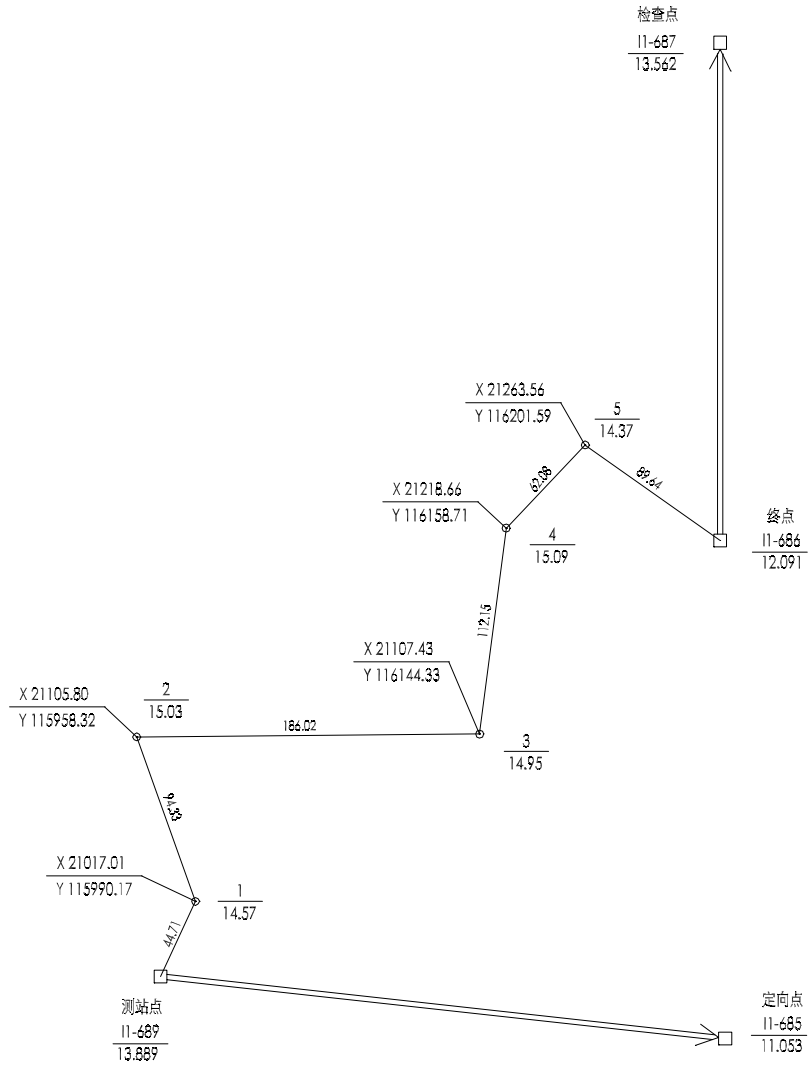 检查点
I1-687
13.562
X 21263.56
Y 116201.59
5
14.37
62.08
89.64
X 21218.66
Y 116158.71
4
15.09
终点
I1-686
12.091
112.15
X 21107.43
Y 116144.33
X 21105.80
Y 115958.32
2
15.03
186.02
3
14.95
94.33
X 21017.01
Y 115990.17
1
14.57
44.71
测站点
I1-689
13.889
定向点
I1-685
11.053